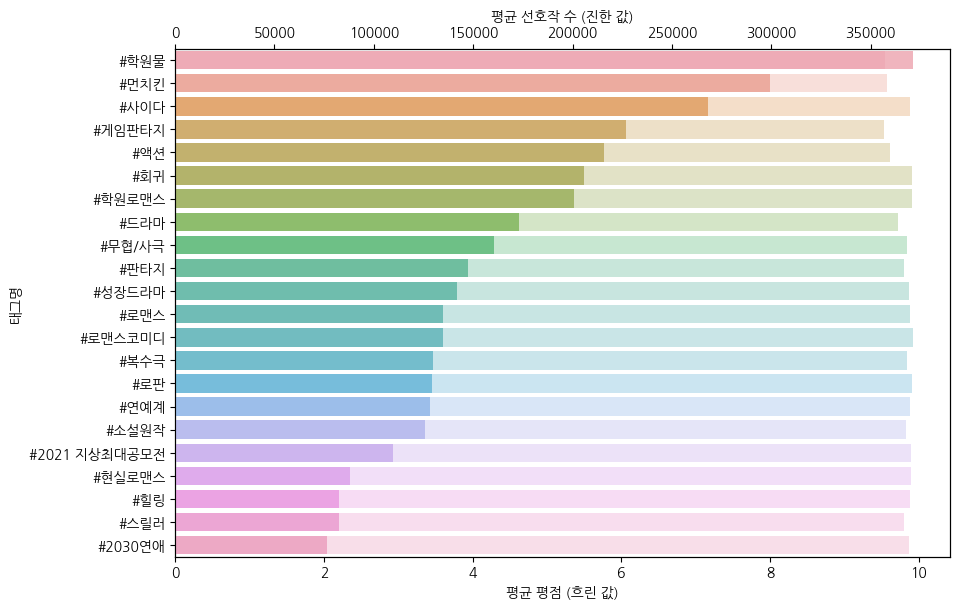 평균 선호작 수 (진한 값)
0 50000 100000 150000 200000 250000 300000 350000
#학원물
#먼치킨
#사이다
#게임판타지
#액션
#회귀
#학원로맨스
#드라마
#무협/사극
#판타지
#성장드라마
#로맨스
#로맨스코미디
#복수극
#로판
#연예계
#소설원작
#2021 지상최대공모전
#현실로맨스
#힐링
#스릴러
#2030연애
태그명
0 2 4 6 8 10
평균 평점 (흐린 값)